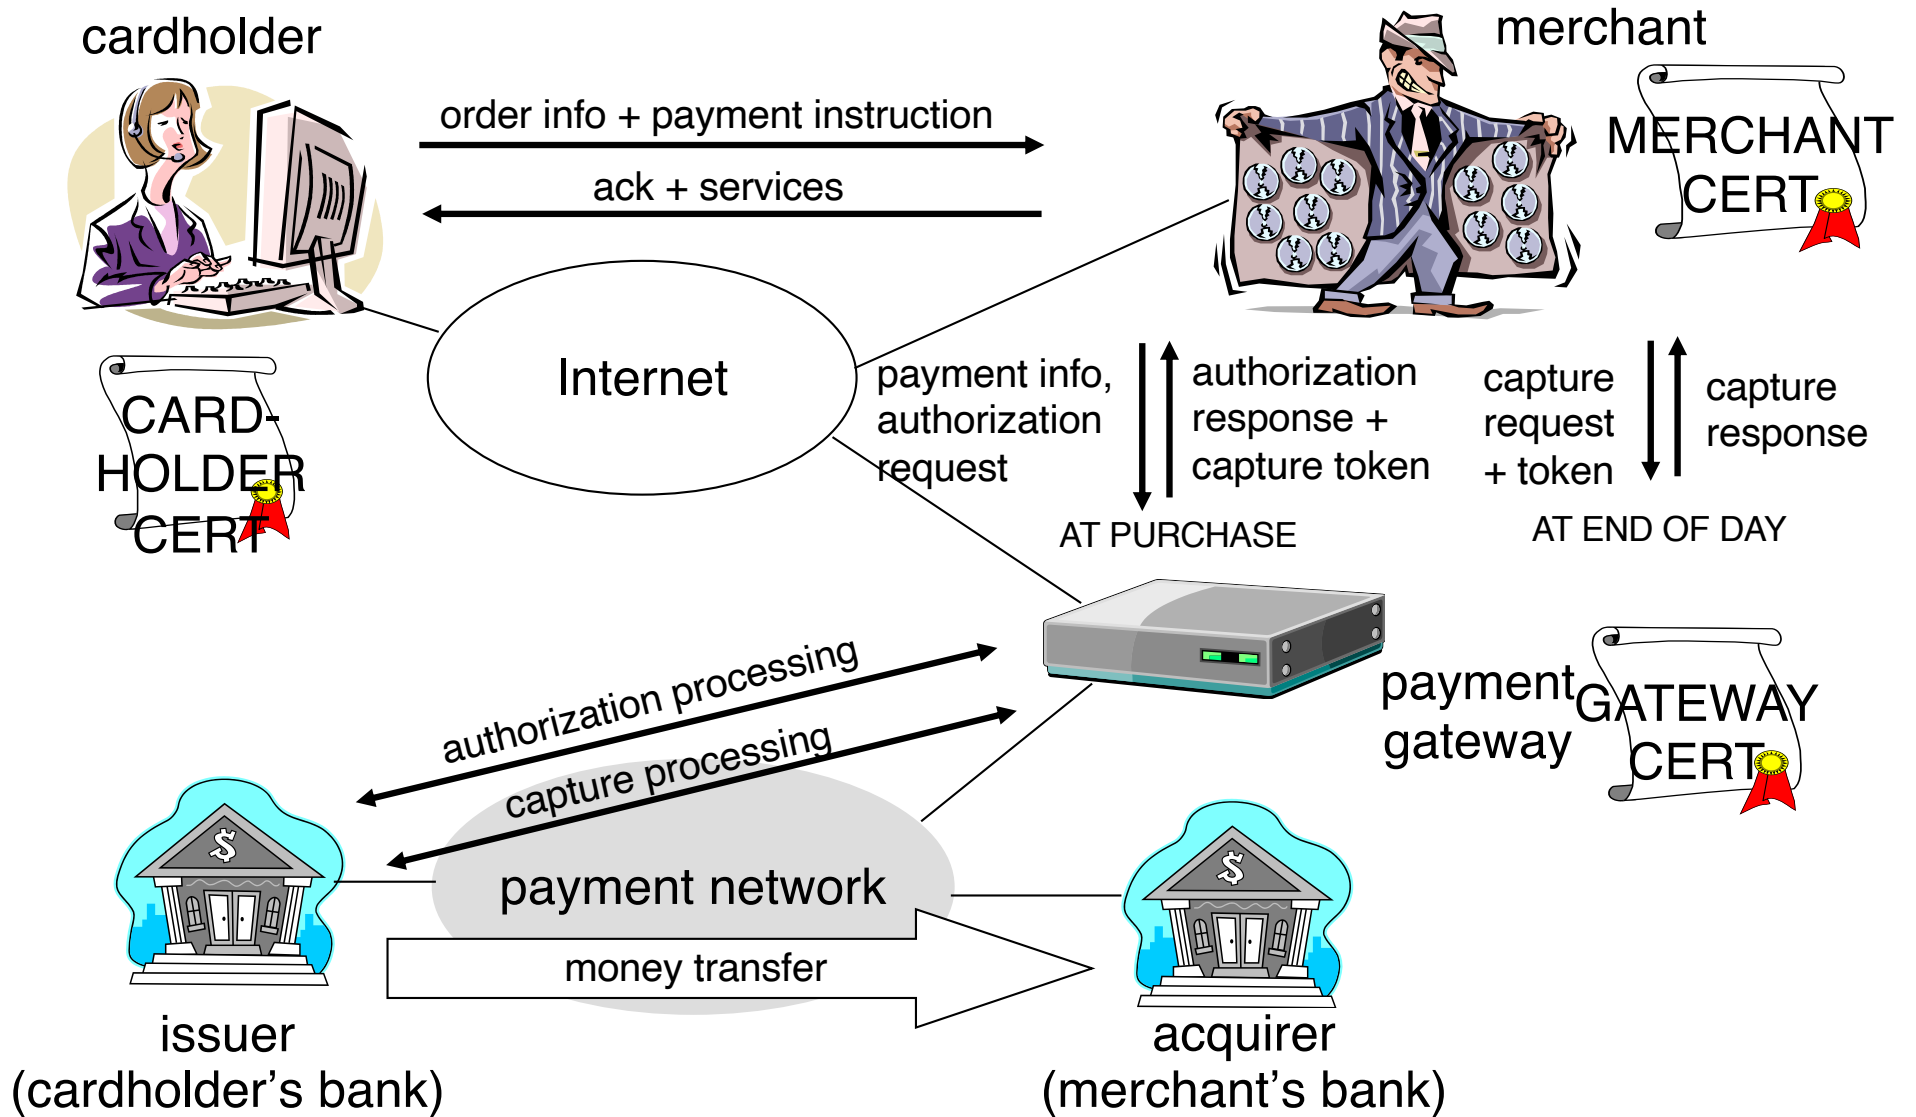 cardholder
merchant
order info + payment instruction
ack + services
MERCHANT
CERT
Internet
CARD-
HOLDER
CERT
payment info,
authorization
request
authorization
response +
capture token
capture
request
+ token
capture
response
AT PURCHASE
AT END OF DAY
authorization processing
capture processing
payment
gateway
GATEWAY
CERT
$
$
payment network
money transfer
issuer
(cardholder's bank)
acquirer
(merchant's bank)